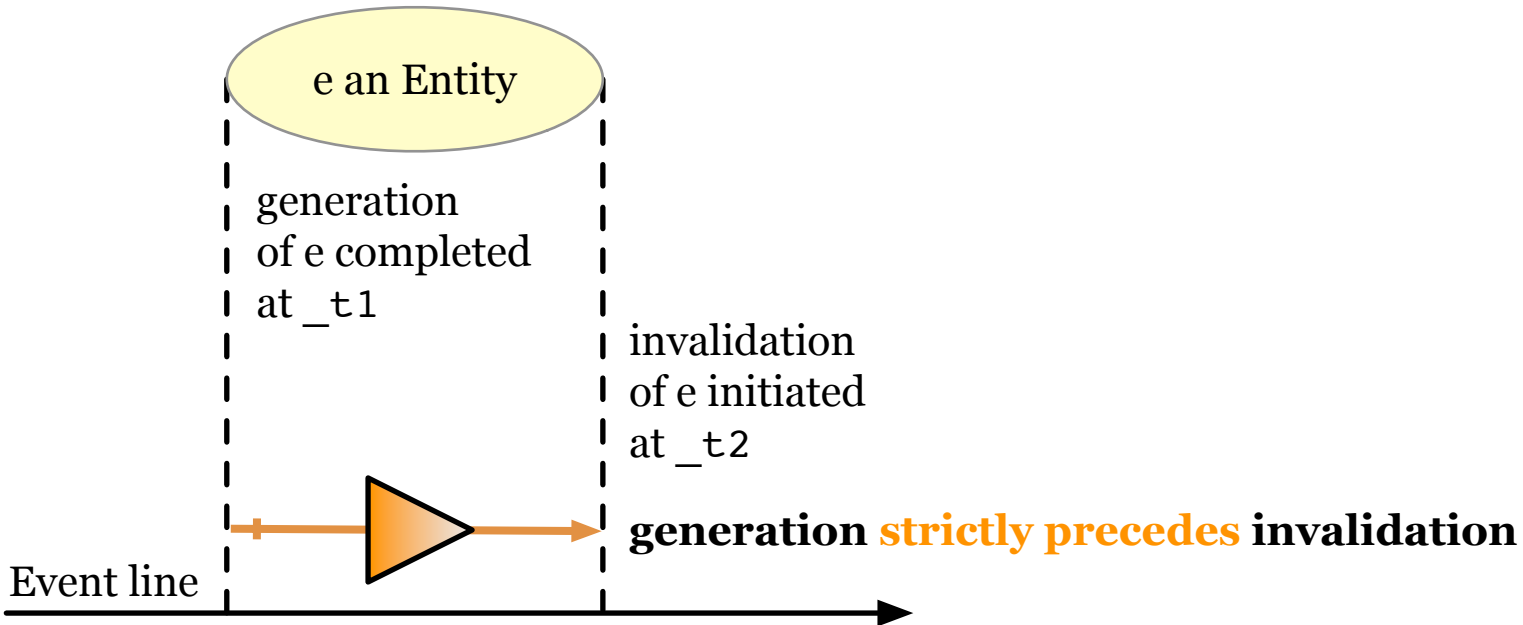 e an Entity
generation
of e completed
at _t1
invalidation
of e initiated
at _t2
generation strictly precedes invalidation
Event line